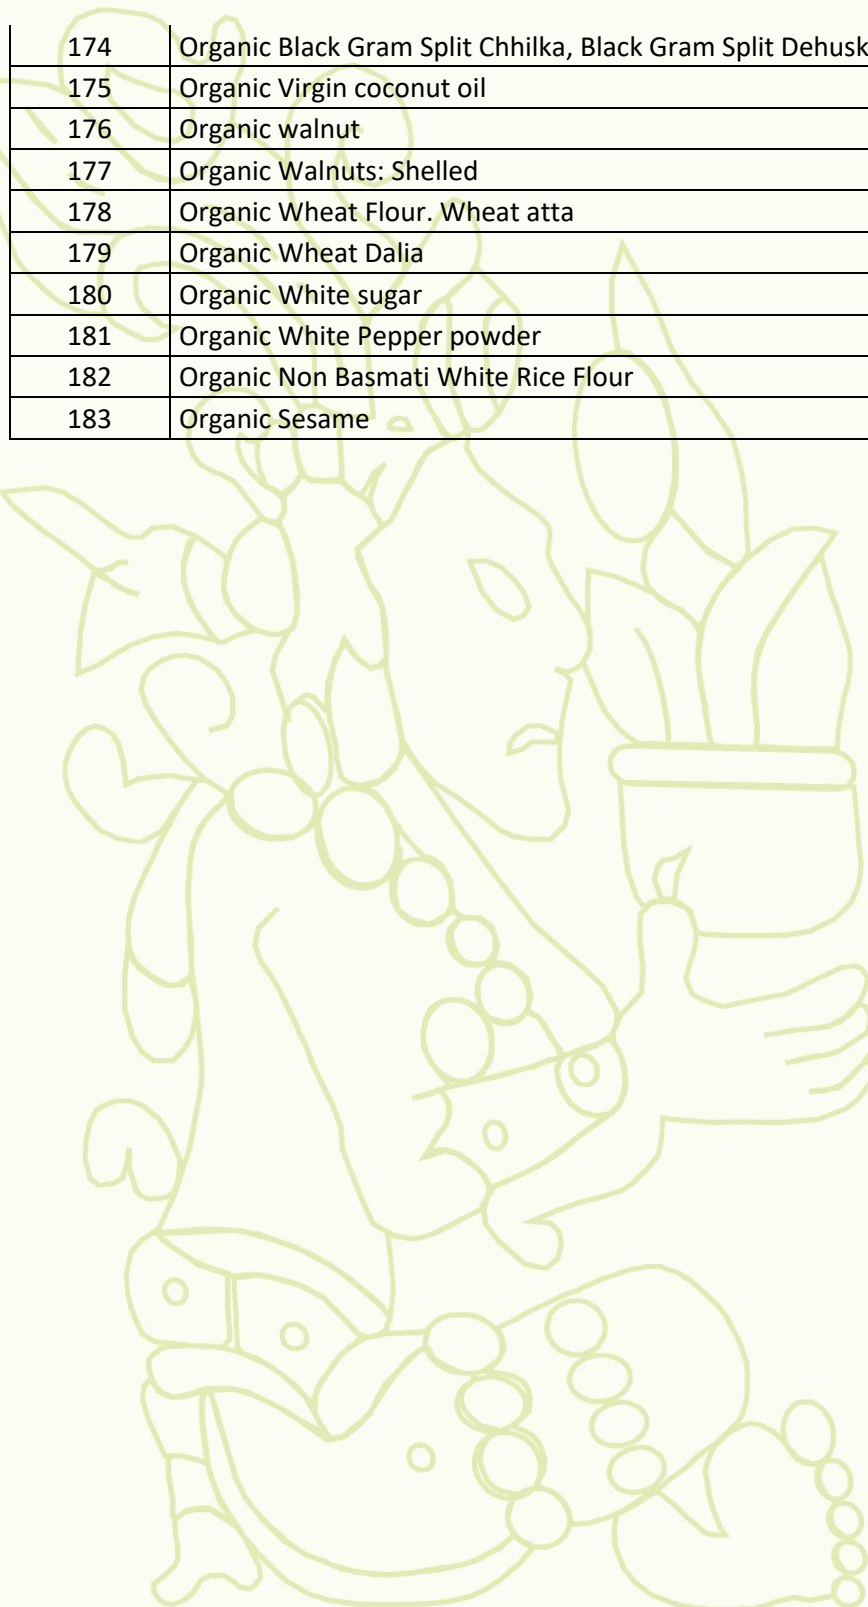 174 Organic Black Gram Split Chhilka, Black Gram Split Dehusk
175 Organic Virgin coconut oil
176 Organic walnut
177 Organic Walnuts: Shelled
178 Organic Wheat Flour. Wheat atta
179 Organic Wheat Dalia
180 Organic White sugar
181 Organic White Pepper powder
182 Organic Non Basmati White Rice Flour
183 Organic Sesame